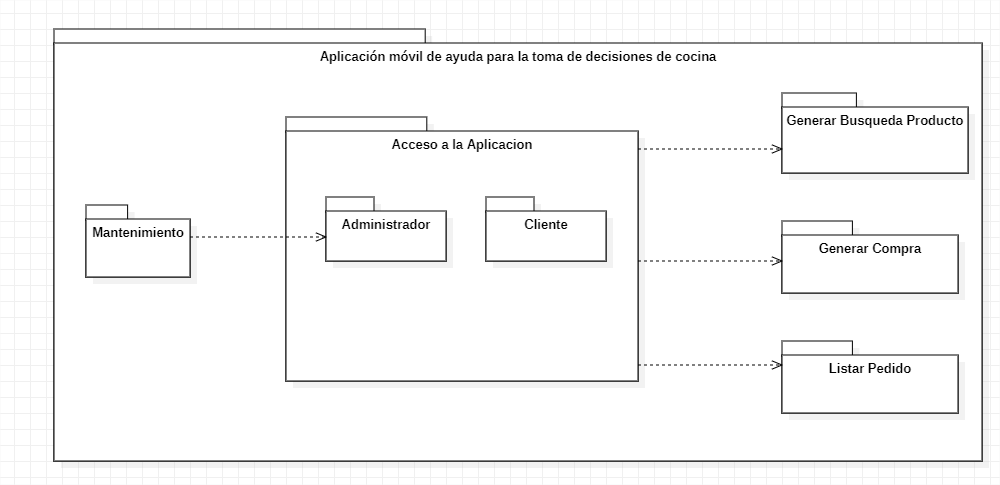 Aplicación móvil de ayuda para la toma de decisiones de cocina
Generar Busqueda Producto
Acceso a la Aplicacion
Mantenimiento
Administrador
Cliente
Generar Compra
Listar Pedido